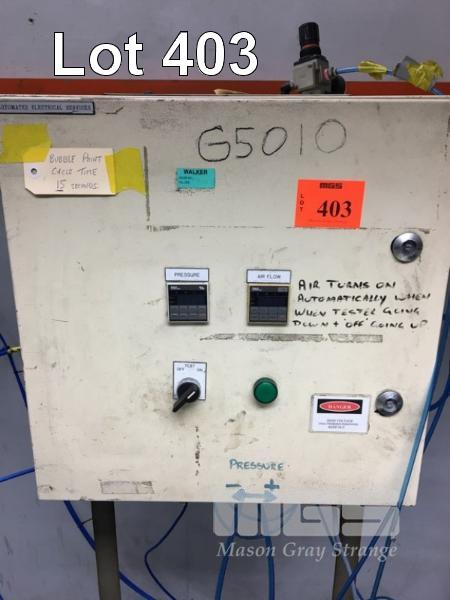 Lot 403
AUTOMATED ELECTRICAL SERVICES
G5010
BUBBLE POINT
CYCLE TIME
15 SECONDS
WALKER
MGS
LOT
403
PRESSURE
AIR FLOW
AIR TURNS ON
AUTOMATICALLY WHEN
WHEN TESTER GOING
DOWN + "OFF" GOING UP
TEST
OFF
ON
DANGER
PRESSURE
- +
MGS
Mason Gray Strange